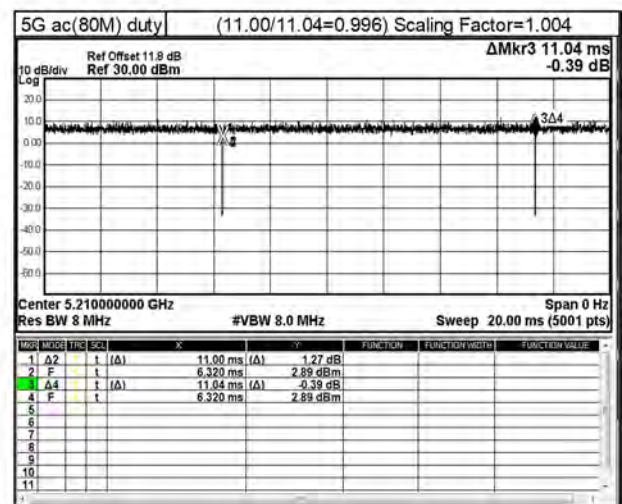 5G ac(80M) duty (11.00/11.04=0.996) Scaling Factor=1.004
ΔMkr3 11.04 ms
-0.39 dB
Ref Offset 11.9 dB
10 dB/div Ref 30.00 dBm
Log
20.0
10.0
3Δ4
0.00
-10.0
-20.0
-30.0
-40.0
-50.0
-60.0
Center 5.210000000 GHz Span 0 Hz
Res BW 8 MHz #VBW 8.0 MHz Sweep 20.00 ms (5001 pts)
MKR MODE TRC SCL X Y FUNCTION FUNCTION WIDTH FUNCTION VALUE
1 Δ2 t (Δ) 11.00 ms (Δ) 1.27 dB
2 F t 6.320 ms 2.89 dBm
3 Δ4 t (Δ) 11.04 ms (Δ) -0.39 dB
4 F t 6.320 ms 2.89 dBm
5
6
7
8
9
10
11